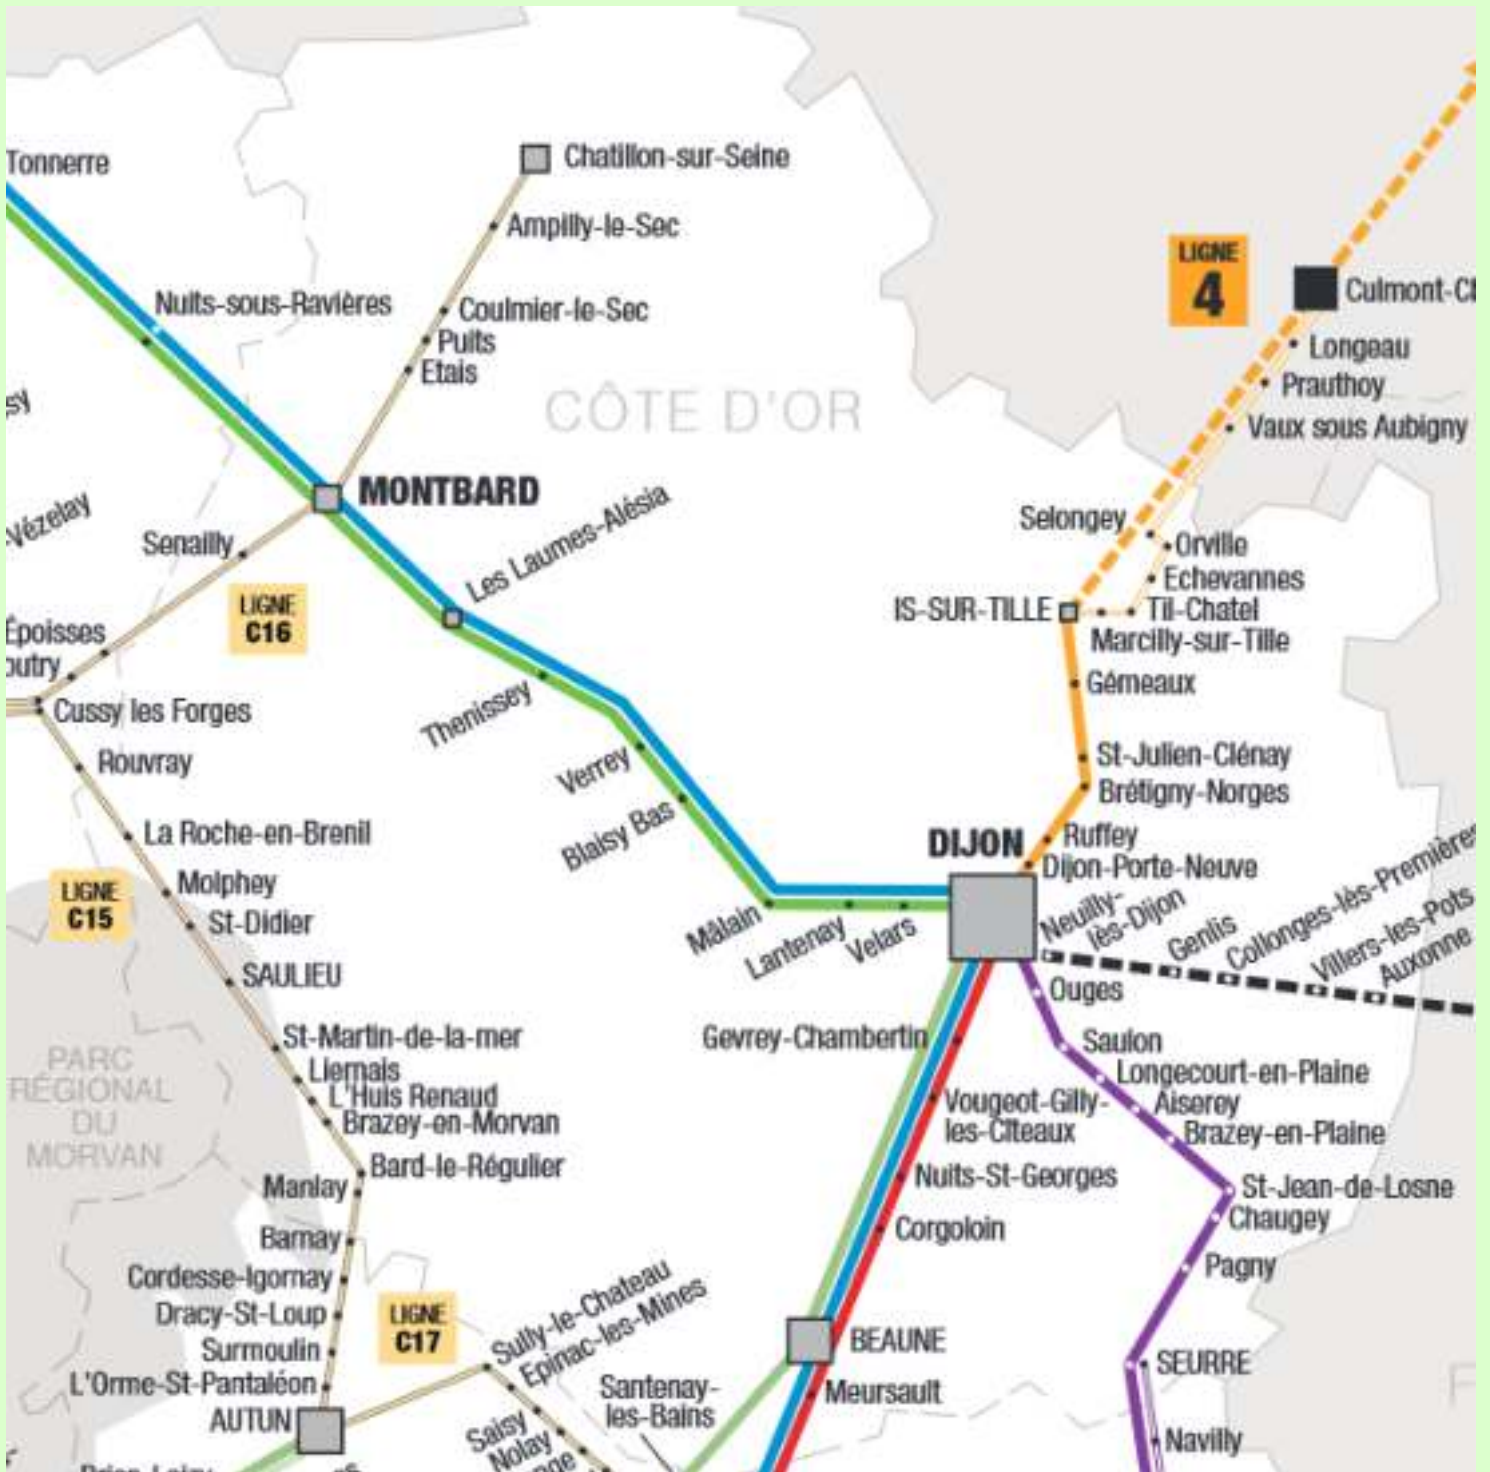 Tonnerre
Chatillon-sur-Seine
Ampilly-le-Sec
LIGNE
4
Culmont-
Nuits-sous-Ravières
Coulmier-le-Sec
Puits
Etais
Longeau
Prauthoy
Vaux sous Aubigny
CÔTE D'OR
MONTBARD
-Vézelay
Senailly
Les Laumes-Alésia
Selongey
Orville
Echevannes
IS-SUR-TILLE
Til-Chatel
Marcilly-sur-Tille
LIGNE
C16
Époisses
Cussy les Forges
Thenissey
Gémeaux
Rouvray
Verrey
St-Julien-Clénay
Brétigny-Norges
La Roche-en-Brenil
Blaisy Bas
DIJON
Ruffey
Dijon-Porte-Neuve
LIGNE
C15
Molphey
St-Didier
Mâlain
Lantenay
Velars
Neuilly-
lès-Dijon
Genlis
Collonges-lès-Premières
Villers-les-Pots
Auxonne
SAULIEU
Ouges
St-Martin-de-la-mer
Gevrey-Chambertin
Saulon
PARC
RÉGIONAL
DU
MORVAN
Liernais
L'Huis Renaud
Brazey-en-Morvan
Longecourt-en-Plaine
Aiserey
Vougeot-Gilly-
les-Citeaux
Brazey-en-Plaine
Bard-le-Régulier
Manlay
Nuits-St-Georges
St-Jean-de-Losne
Chaugey
Barnay
Corgoloin
Pagny
Cordesse-Igornay
Dracy-St-Loup
Surmoulin
L'Orme-St-Pantaléon
LIGNE
C17
Sully-le-Chateau
Epinac-les-Mines
BEAUNE
SEURRE
AUTUN
Santenay-
les-Bains
Meursault
Saisy
Nolay
Navilly